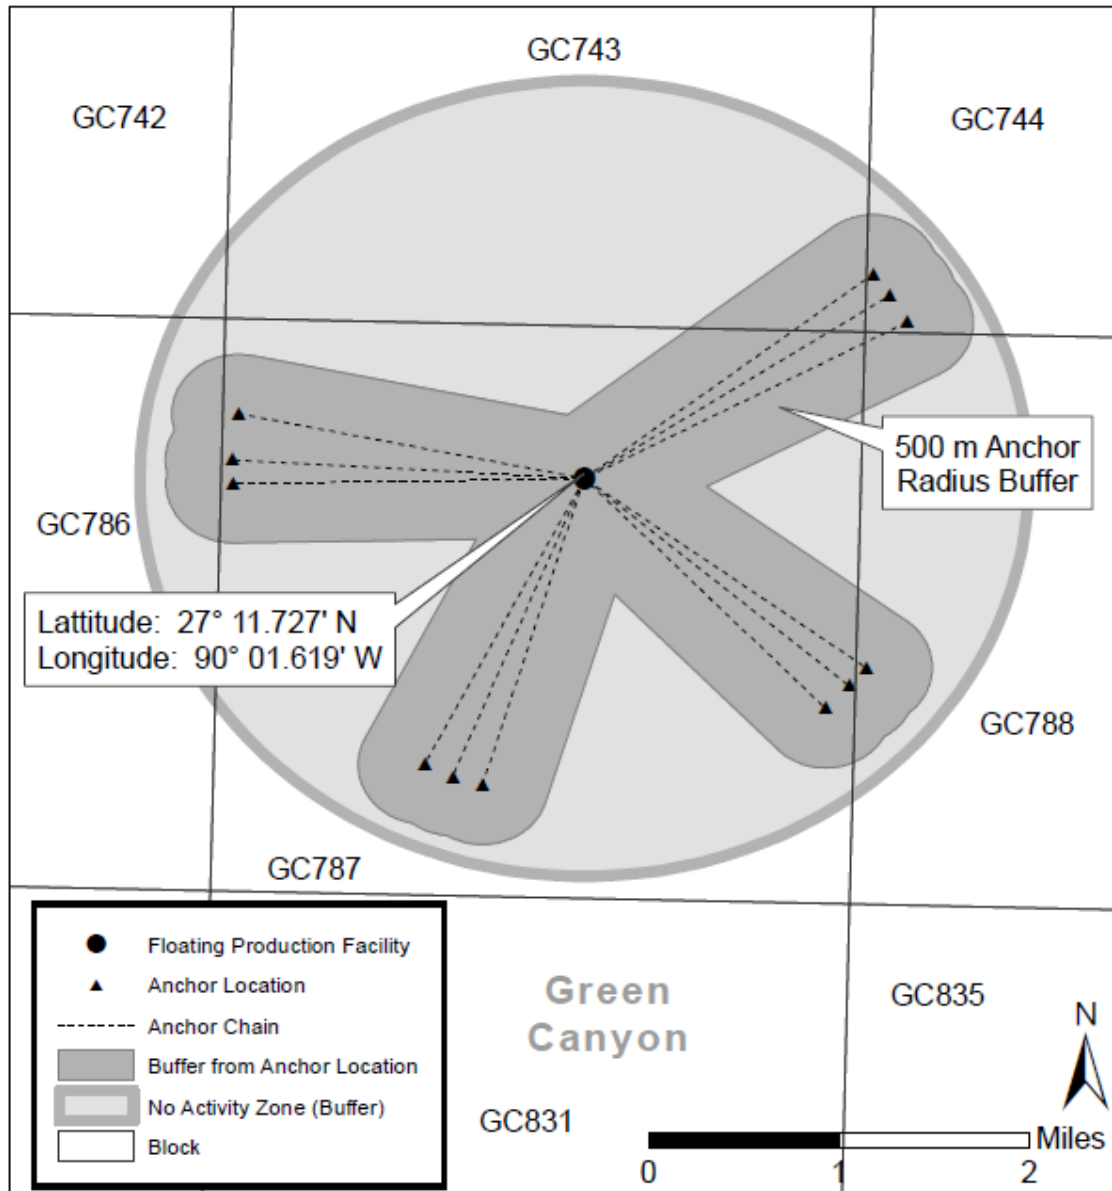 GC743
GC742
GC744
500 m Anchor
Radius Buffer
GC786
Lattitude:  27° 11.727' N
Longitude:  90° 01.619' W
GC788
GC787
Floating Production Facility
Anchor Location
Anchor Chain
Buffer from Anchor Location
No Activity Zone (Buffer)
Block
Green
Canyon
GC835
N
GC831
Miles
0 1 2